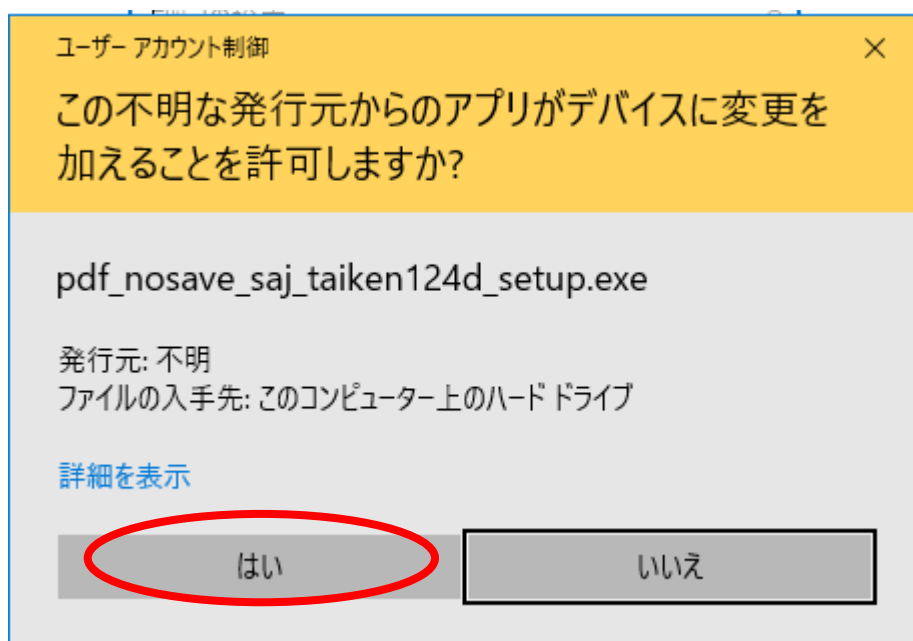 ユーザー アカウント制御
この不明な発行元からのアプリがデバイスに変更を
加えることを許可しますか?
pdf_nosave_saj_taiken124d_setup.exe
発行元: 不明
ファイルの入手先: このコンピューター上のハード ドライブ
詳細を表示
はい
いいえ